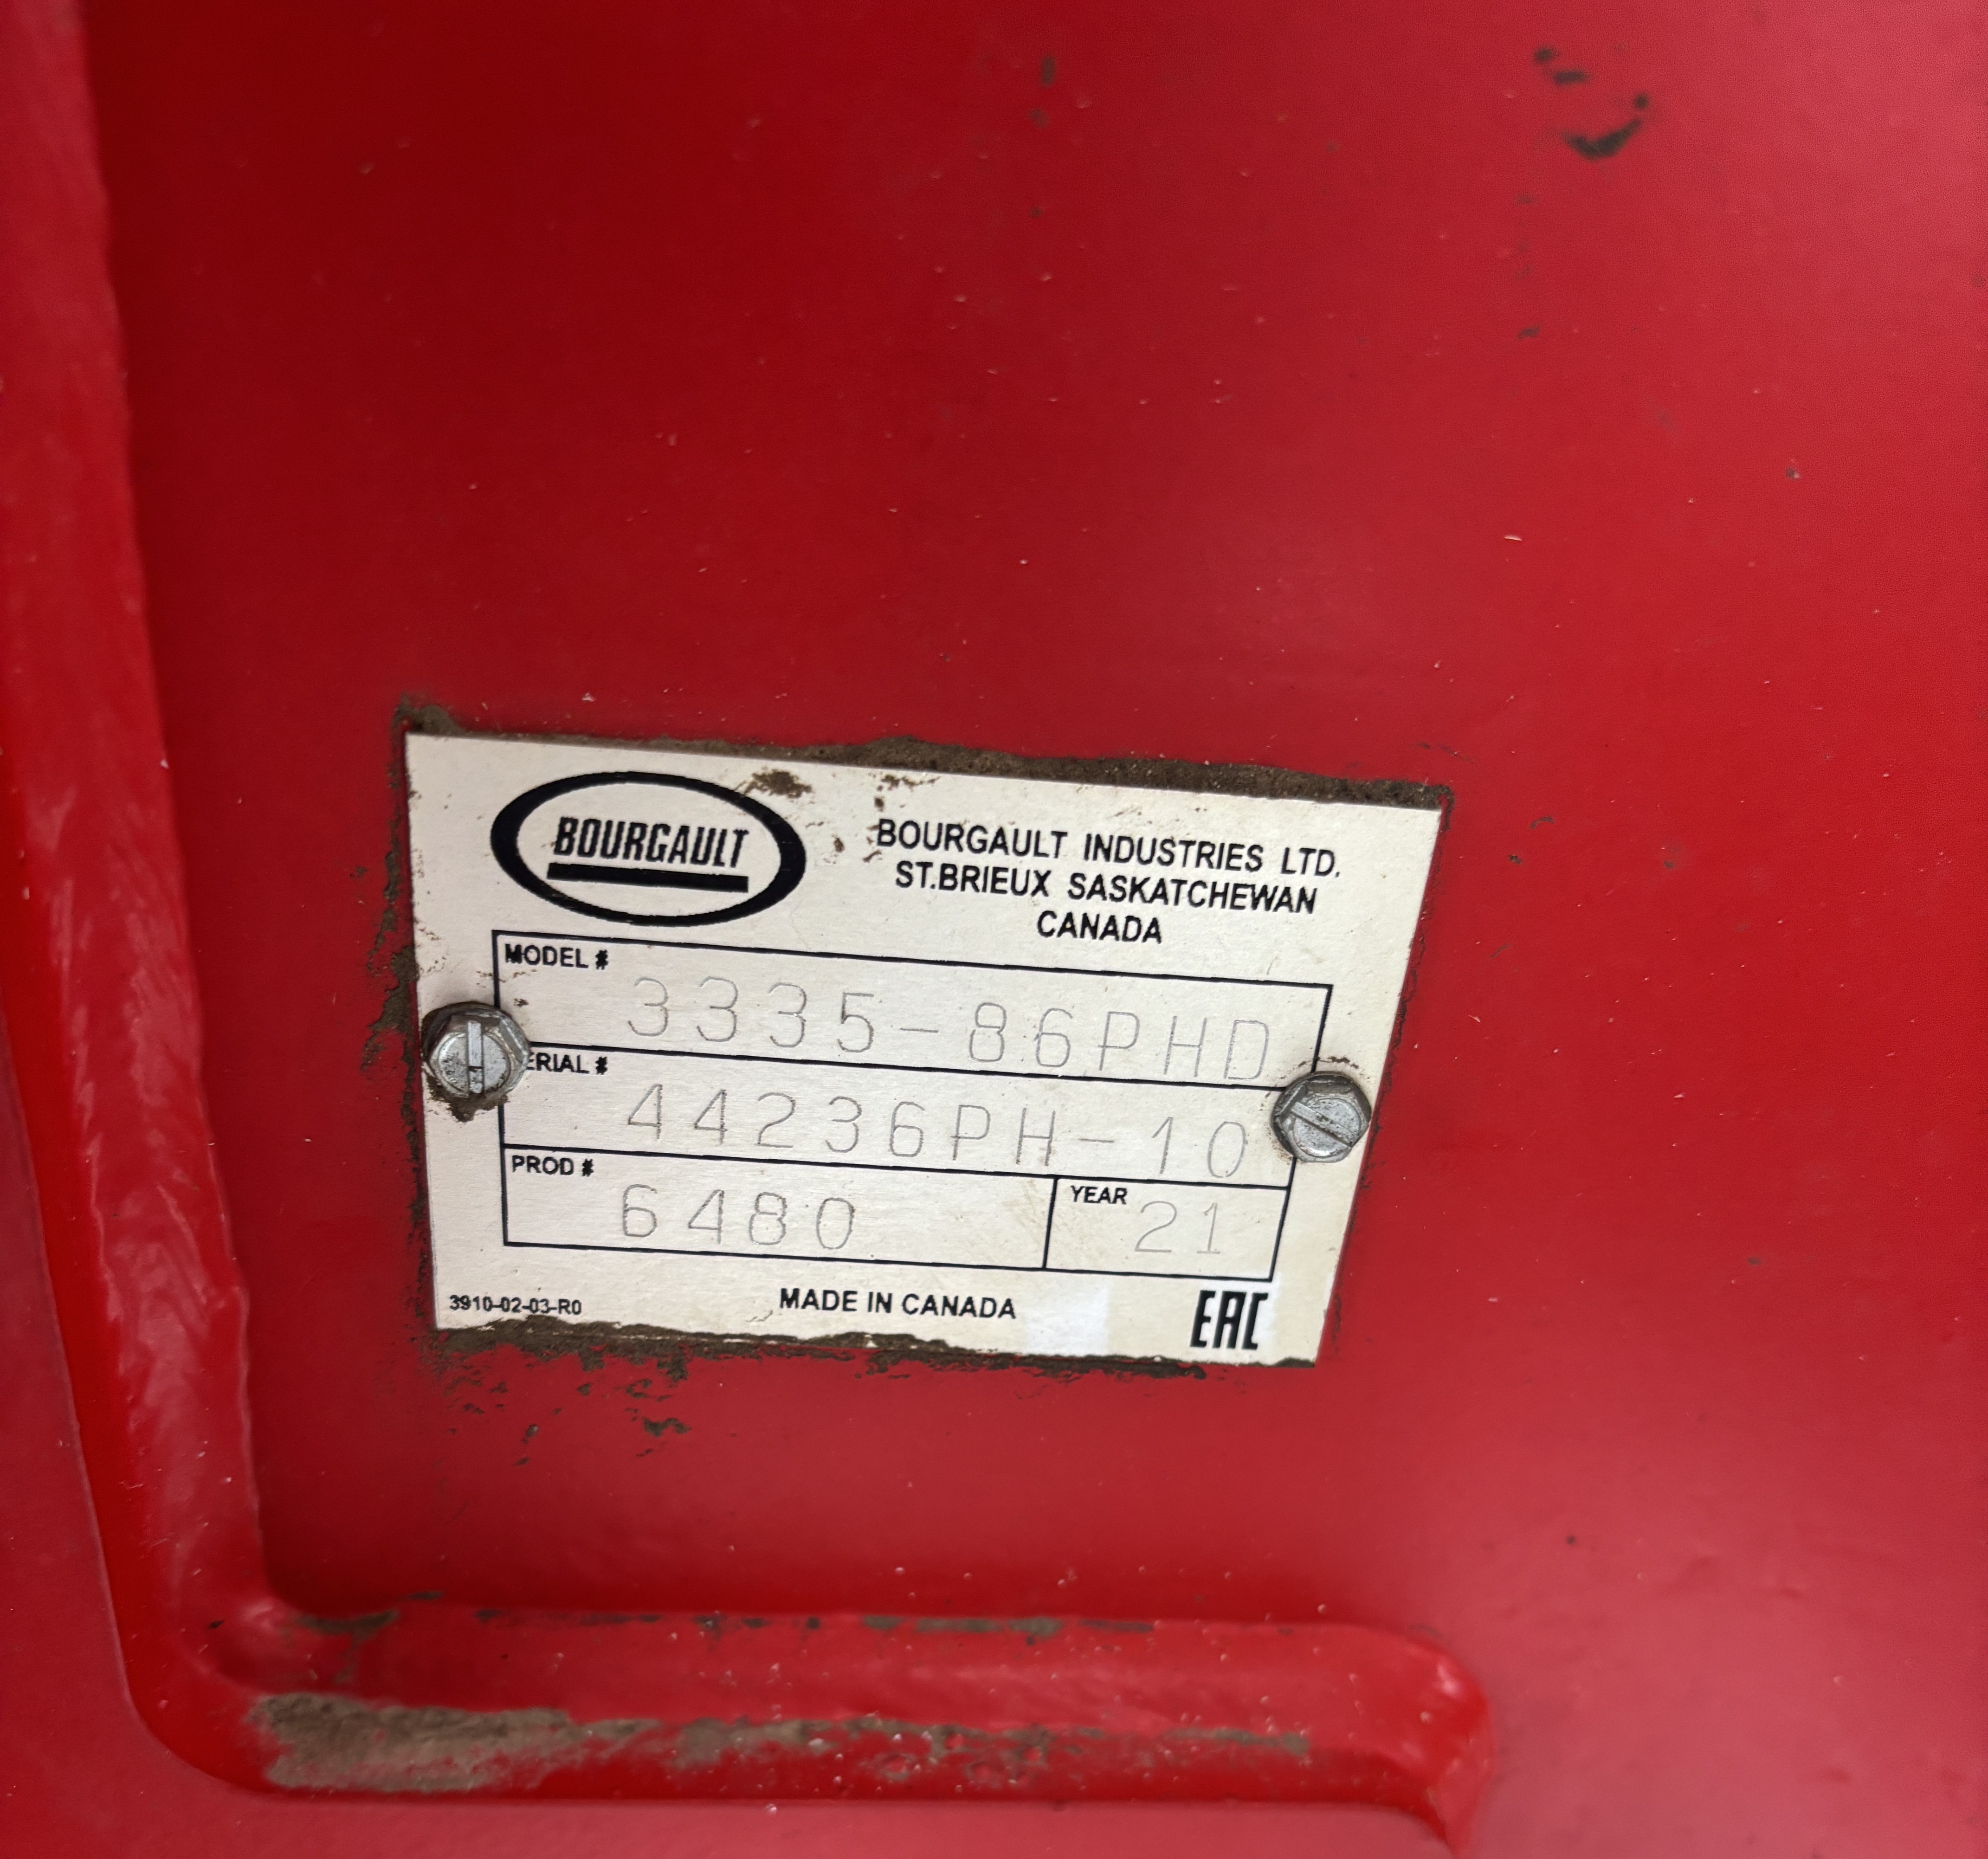 BOURGAULT
BOURGAULT INDUSTRIES LTD.
ST.BRIEUX SASKATCHEWAN
CANADA
MODEL #
3335-86PHD
ERIAL #
44236PH-10
PROD #
6480
YEAR
21
3910-02-03-R0
MADE IN CANADA
EAC